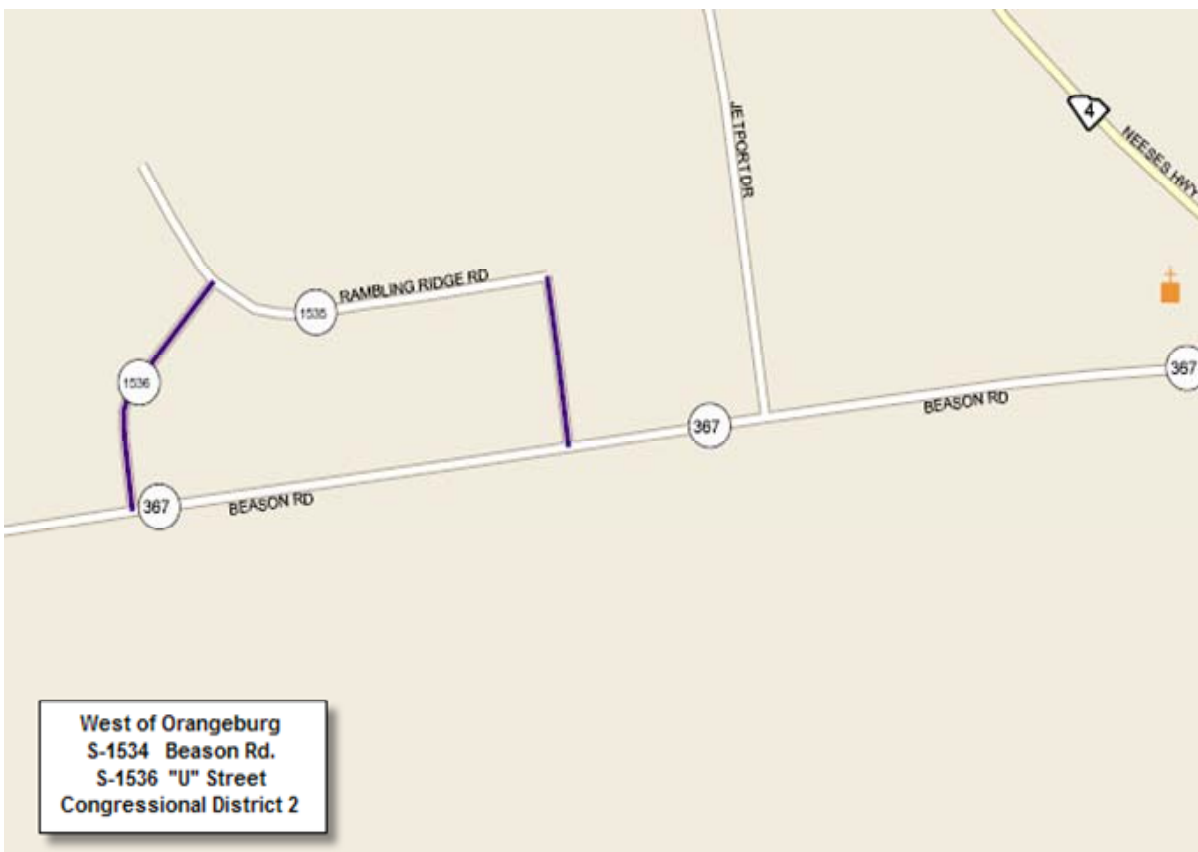 4
JETPORT DR
NEESES HWY
RAMBLING RIDGE RD
1535
367
1536
367
BEASON RD
367
BEASON RD
West of Orangeburg
S-1534 Beason Rd.
S-1536 "U" Street
Congressional District 2